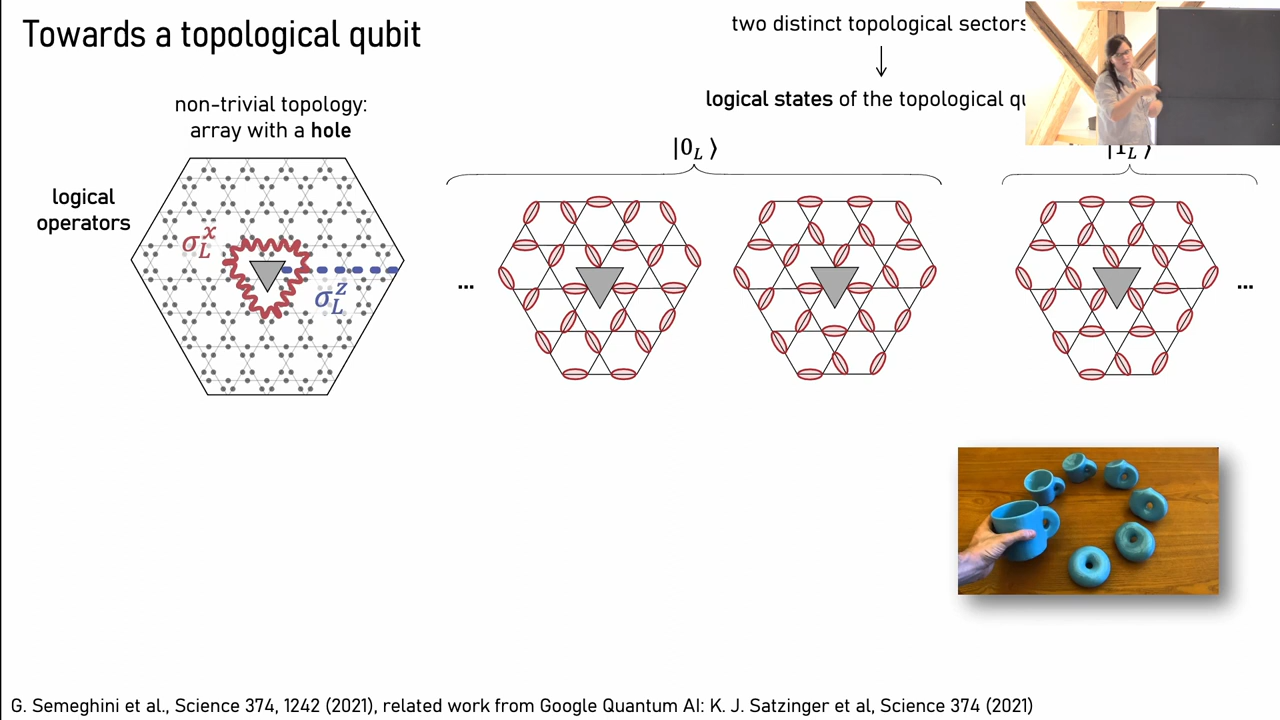 Towards a topological qubit
two distinct topological sectors
logical states of the topological
non-trivial topology:
array with a hole
logical
operators
σ_L^x
σ_L^z
|0_L⟩
|1_L⟩
...
...
G. Semeghini et al., Science 374, 1242 (2021), related work from Google Quantum AI: K. J. Satzinger et al, Science 374 (2021)